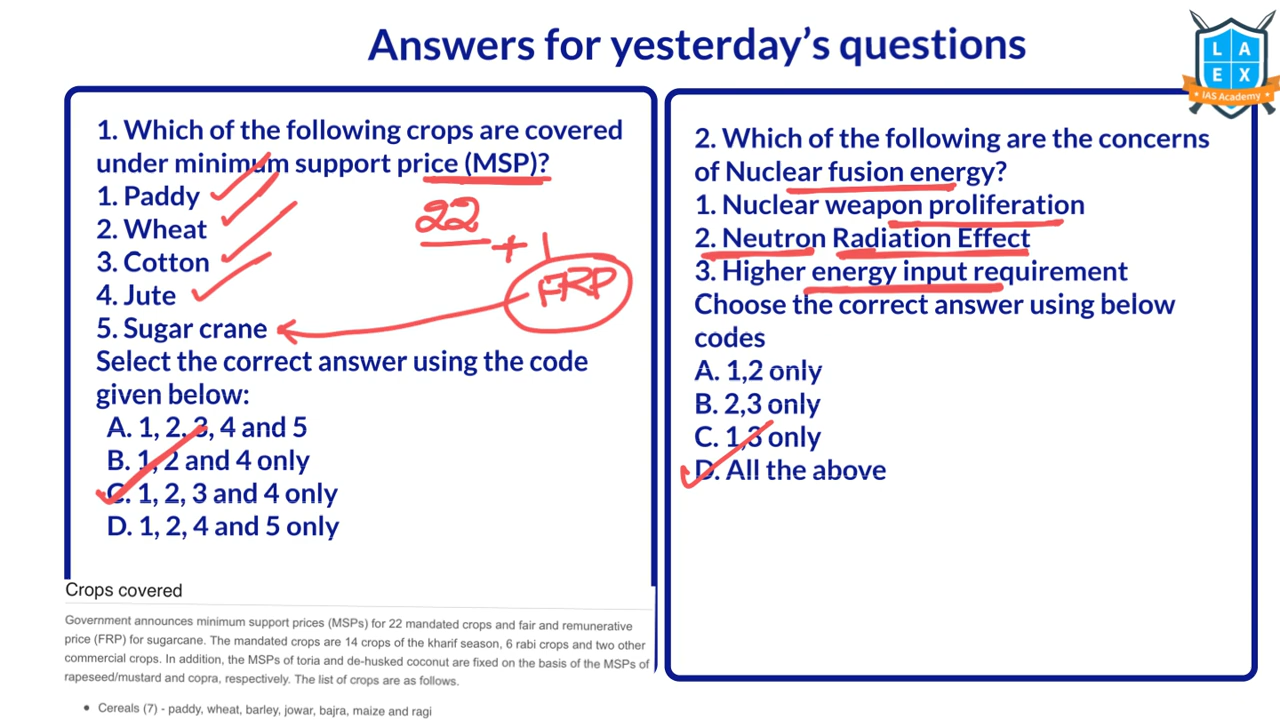 Answers for yesterday's questions
L A
E X
IAS Academy
1. Which of the following crops are covered
under minimum support price (MSP)?
1. Paddy
2. Wheat
3. Cotton
4. Jute
5. Sugar crane
22 + 1
FRP
Select the correct answer using the code
given below:
A. 1, 2, 3, 4 and 5
B. 1, 2 and 4 only
C. 1, 2, 3 and 4 only
D. 1, 2, 4 and 5 only
Crops covered
Government announces minimum support prices (MSPs) for 22 mandated crops and fair and remunerative
price (FRP) for sugarcane. The mandated crops are 14 crops of the kharif season, 6 rabi crops and two other
commercial crops. In addition, the MSPs of toria and de-husked coconut are fixed on the basis of the MSPs of
rapeseed/mustard and copra, respectively. The list of crops are as follows.
• Cereals (7) - paddy, wheat, barley, jowar, bajra, maize and ragi
2. Which of the following are the concerns
of Nuclear fusion energy?
1. Nuclear weapon proliferation
2. Neutron Radiation Effect
3. Higher energy input requirement
Choose the correct answer using below
codes
A. 1,2 only
B. 2,3 only
C. 1,3 only
D. All the above